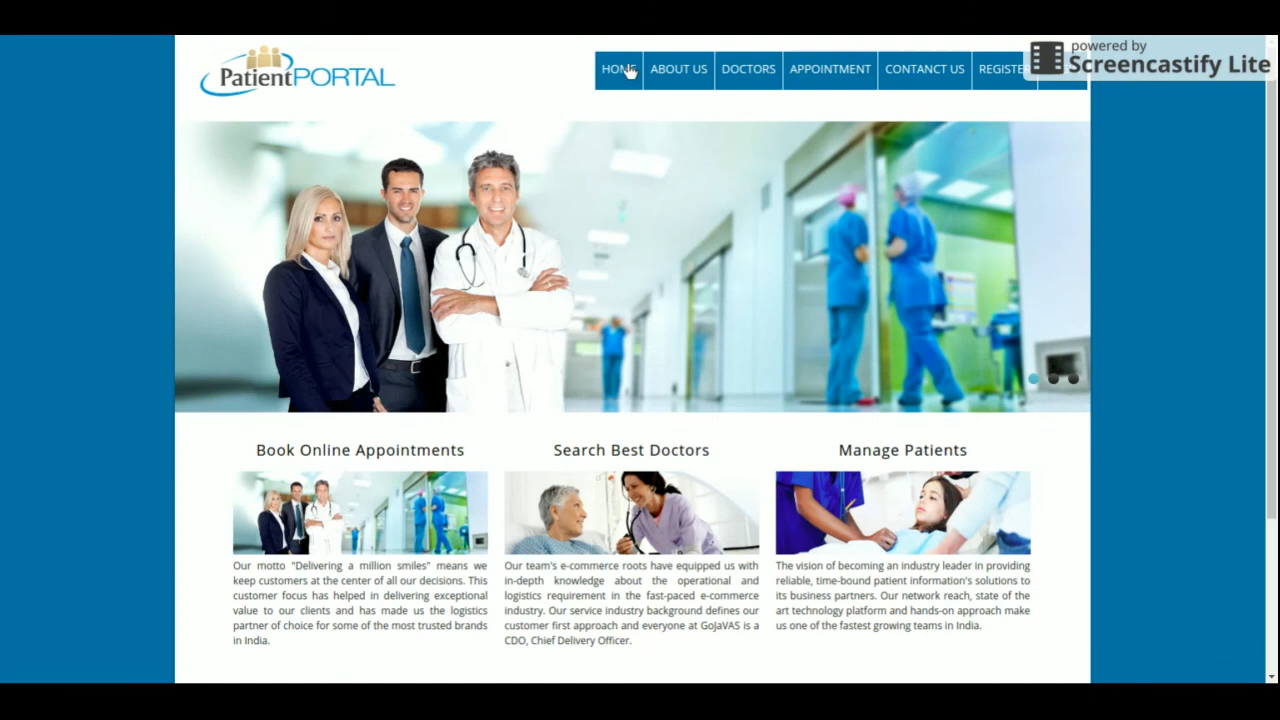 powered by
Screencastify Lite
PatientPORTAL
HOME
ABOUT US
DOCTORS
APPOINTMENT
CONTANCT US
REGISTER
Book Online Appointments
Our motto "Delivering a million smiles" means we
keep customers at the center of all our decisions. This
customer focus has helped in delivering exceptional
value to our clients and has made us the logistics
partner of choice for some of the most trusted brands
in India.
Search Best Doctors
Our team's e-commerce roots have equipped us with
in-depth knowledge about the operational and
logistics requirement in the fast-paced e-commerce
industry. Our service industry background defines our
customer first approach and everyone at GoJaVAS is a
CDO, Chief Delivery Officer.
Manage Patients
The vision of becoming an industry leader in providing
reliable, time-bound patient information's solutions to
its business partners. Our network reach, state of the
art technology platform and hands-on approach make
us one of the fastest growing teams in India.